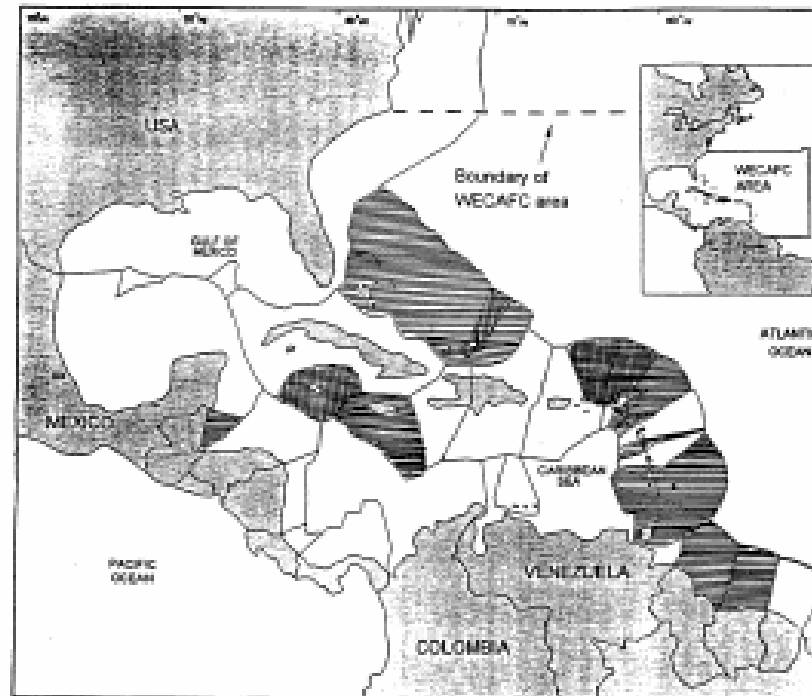 USA
Boundary of
WECAFC area
WECAFC
AREA
GULF OF
MEXICO
ATLANTIC
OCEAN
MEXICO
CARIBBEAN
SEA
PACIFIC
OCEAN
VENEZUELA
COLOMBIA